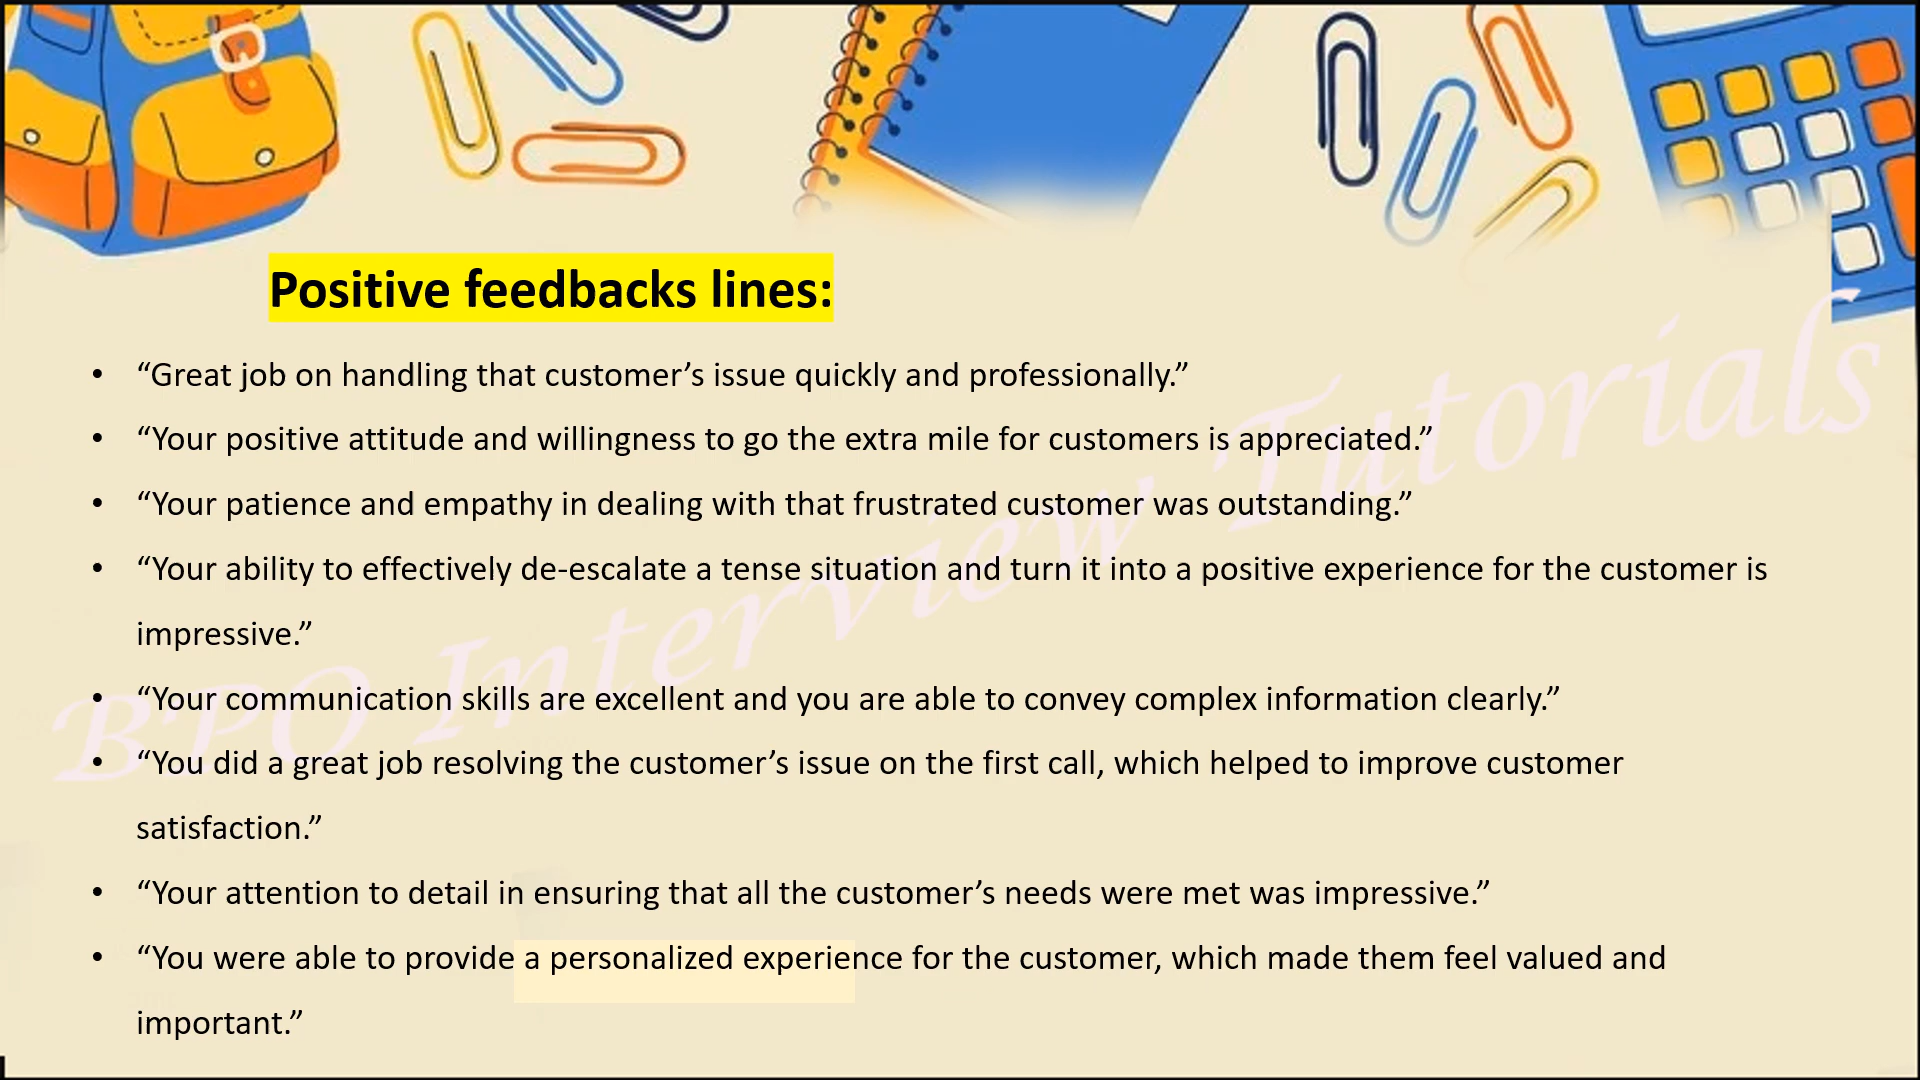 Positive feedbacks lines:
• “Great job on handling that customer’s issue quickly and professionally.”
• “Your positive attitude and willingness to go the extra mile for customers is appreciated.”
• “Your patience and empathy in dealing with that frustrated customer was outstanding.”
• “Your ability to effectively de-escalate a tense situation and turn it into a positive experience for the customer is
impressive.”
• “Your communication skills are excellent and you are able to convey complex information clearly.”
• “You did a great job resolving the customer’s issue on the first call, which helped to improve customer
satisfaction.”
• “Your attention to detail in ensuring that all the customer’s needs were met was impressive.”
• “You were able to provide a personalized experience for the customer, which made them feel valued and
important.”
BPO Interview Tutorials